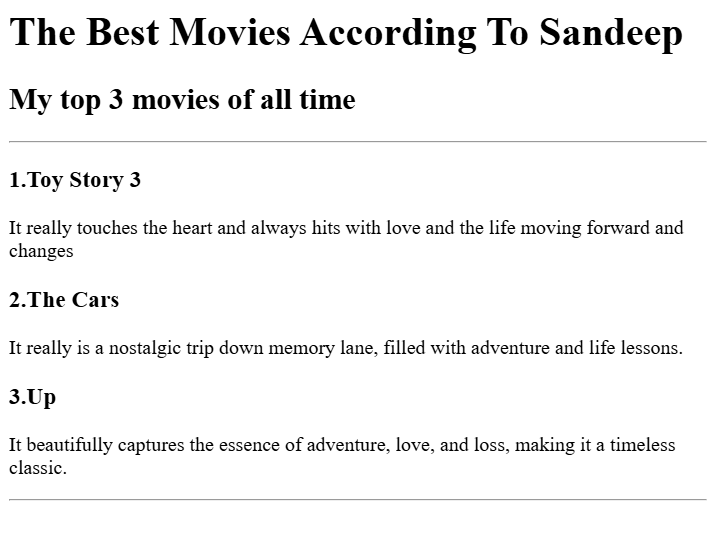 The Best Movies According To Sandeep
My top 3 movies of all time
1.Toy Story 3
It really touches the heart and always hits with love and the life moving forward and
changes
2.The Cars
It really is a nostalgic trip down memory lane, filled with adventure and life lessons.
3.Up
It beautifully captures the essence of adventure, love, and loss, making it a timeless
classic.